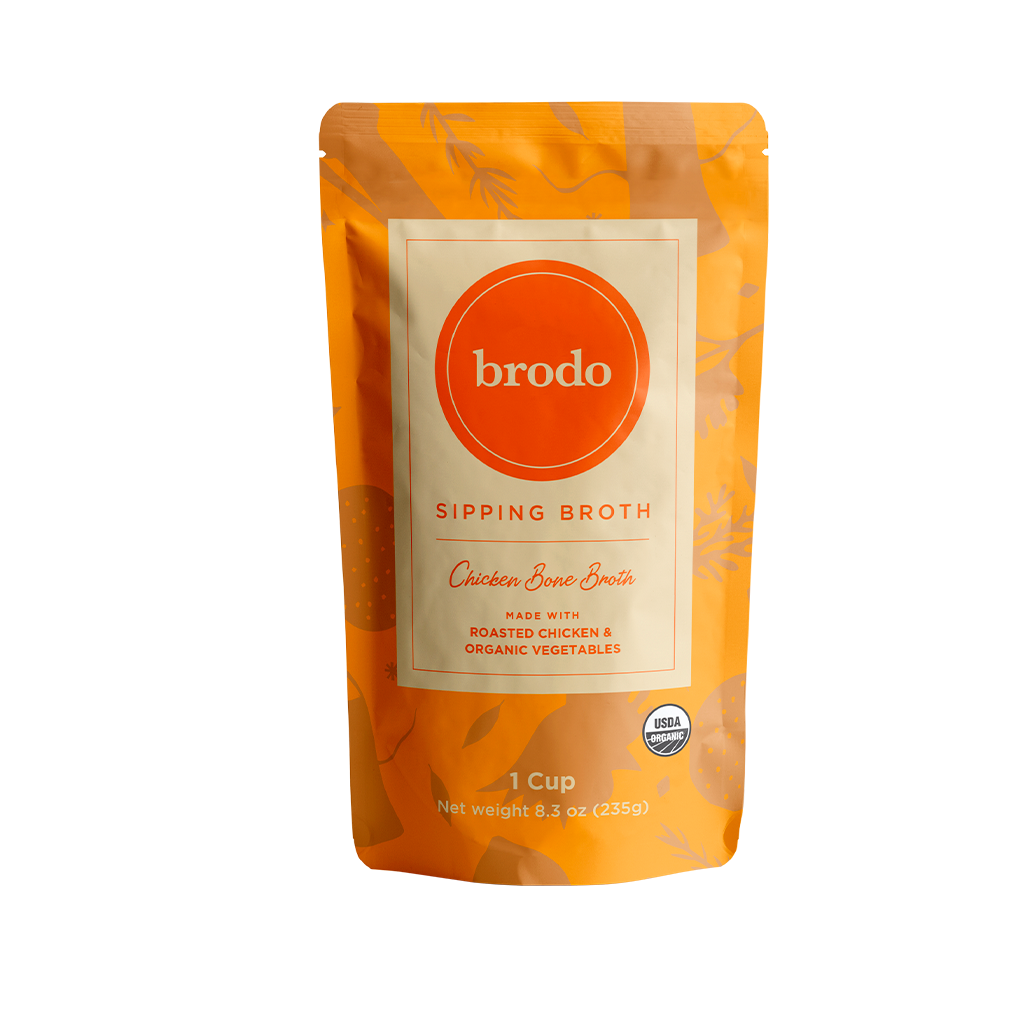 brodo
SIPPING BROTH
Chicken Bone Broth
MADE WITH
ROASTED CHICKEN &
ORGANIC VEGETABLES
USDA
ORGANIC
1 Cup
Net weight 8.3 oz (235g)